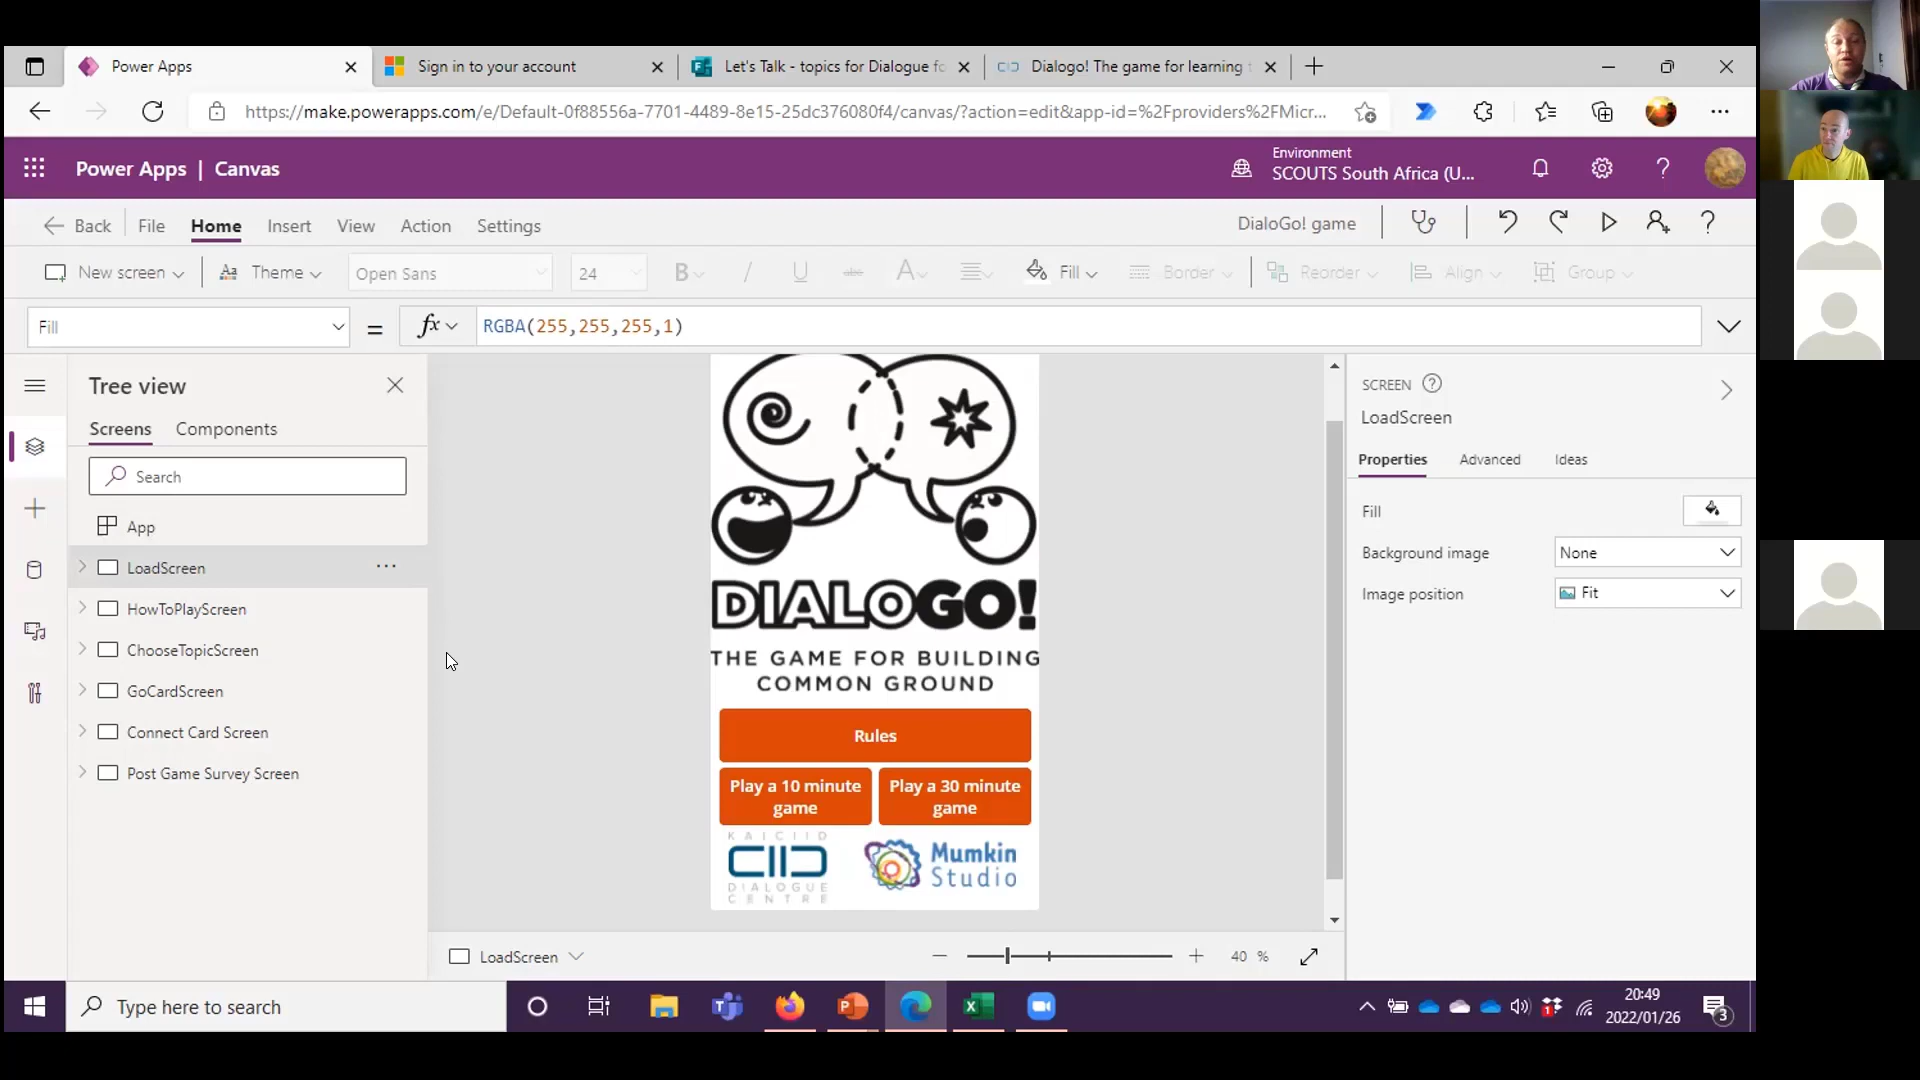 Power Apps
Sign in to your account
Let's Talk - topics for Dialogue fo
Dialogo! The game for learning t
https://make.powerapps.com/e/Default-0f88556a-7701-4489-8e15-25dc376080f4/canvas/?action=edit&app-id=%2Fproviders%2FMicr...
Power Apps | Canvas
Environment
SCOUTS South Africa (U...
Back
File
Home
Insert
View
Action
Settings
DialoGo! game
New screen
Theme
Open Sans
24
B
Fill
Border
Reorder
Align
Group
Fill
=
fx
RGBA(255,255,255,1)
Tree view
Screens
Components
Search
App
LoadScreen
HowToPlayScreen
ChooseTopicScreen
GoCardScreen
Connect Card Screen
Post Game Survey Screen
DIALOGO!
THE GAME FOR BUILDING
COMMON GROUND
Rules
Play a 10 minute
game
Play a 30 minute
game
KAICIID
CIID
DIALOGUE
CENTRE
Mumkin
Studio
SCREEN
LoadScreen
Properties
Advanced
Ideas
Fill
Background image
None
Image position
Fit
LoadScreen
40 %
Type here to search
20:49
2022/01/26
3